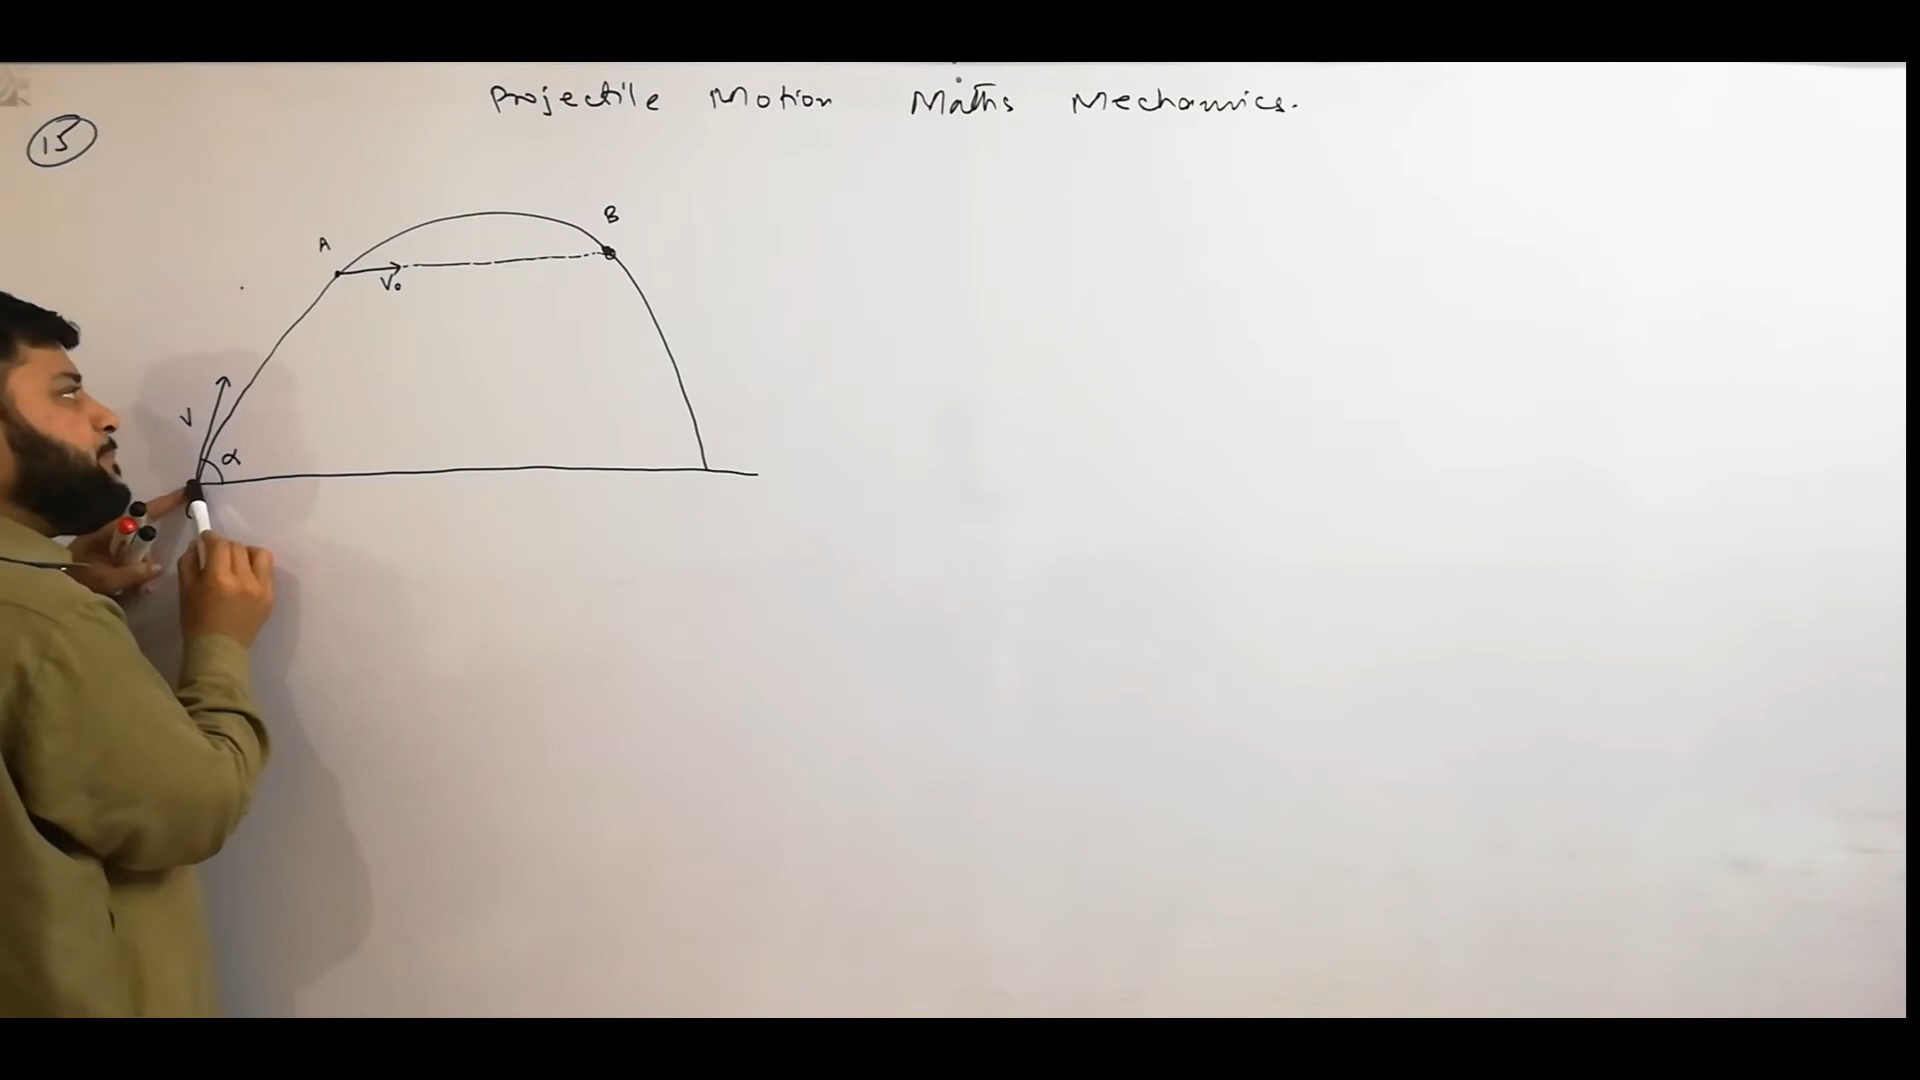 Projectile Motion Maths Mechanics.
15
B
A
V₀
V
α